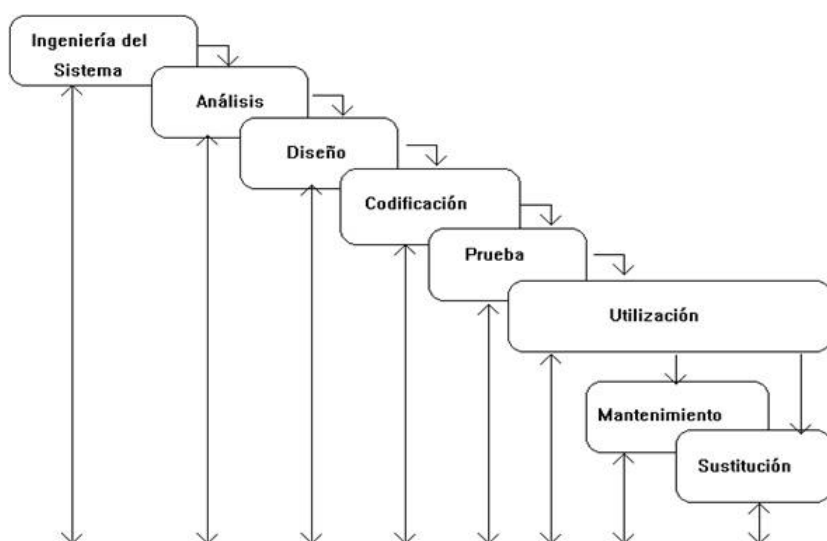 Ingeniería del
Sistema
Análisis
Diseño
Codificación
Prueba
Utilización
Mantenimiento
Sustitución